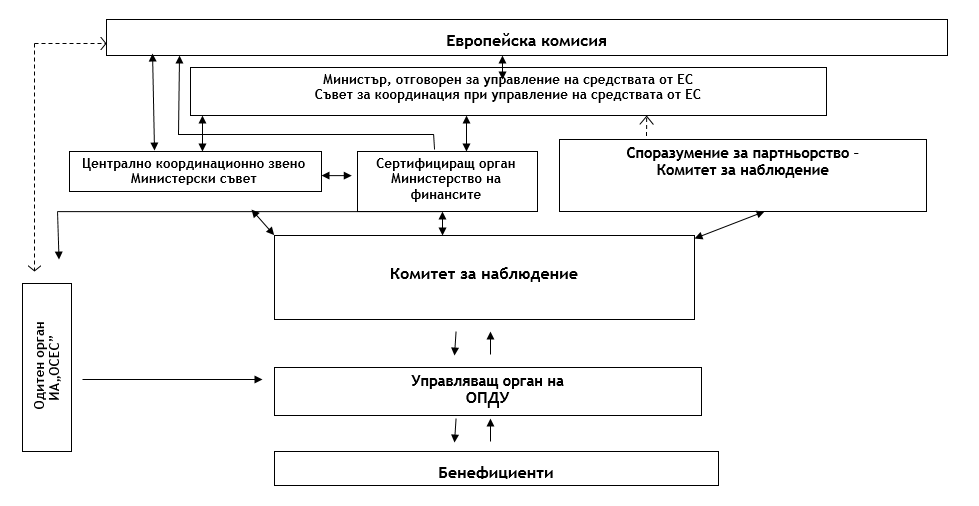 Европейска комисия
Министър, отговорен за управление на средствата от ЕС
Съвет за координация при управление на средствата от ЕС
Централно координационно звено
Министерски съвет
Сертифициращ орган
Министерство на
финансите
Споразумение за партньорство –
Комитет за наблюдение
Комитет за наблюдение
Одитен орган
ИА„ОСЕС”
Управляващ орган на
ОПДУ
Бенефициенти